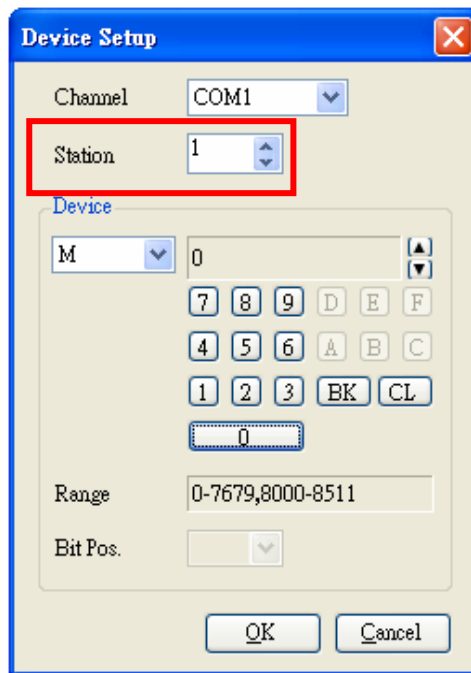 Device Setup
Channel COM1
Station 1
Device
M 0
7 8 9 D E F
4 5 6 A B C
1 2 3 BK CL
0
Range 0-7679,8000-8511
Bit Pos.
OK Cancel